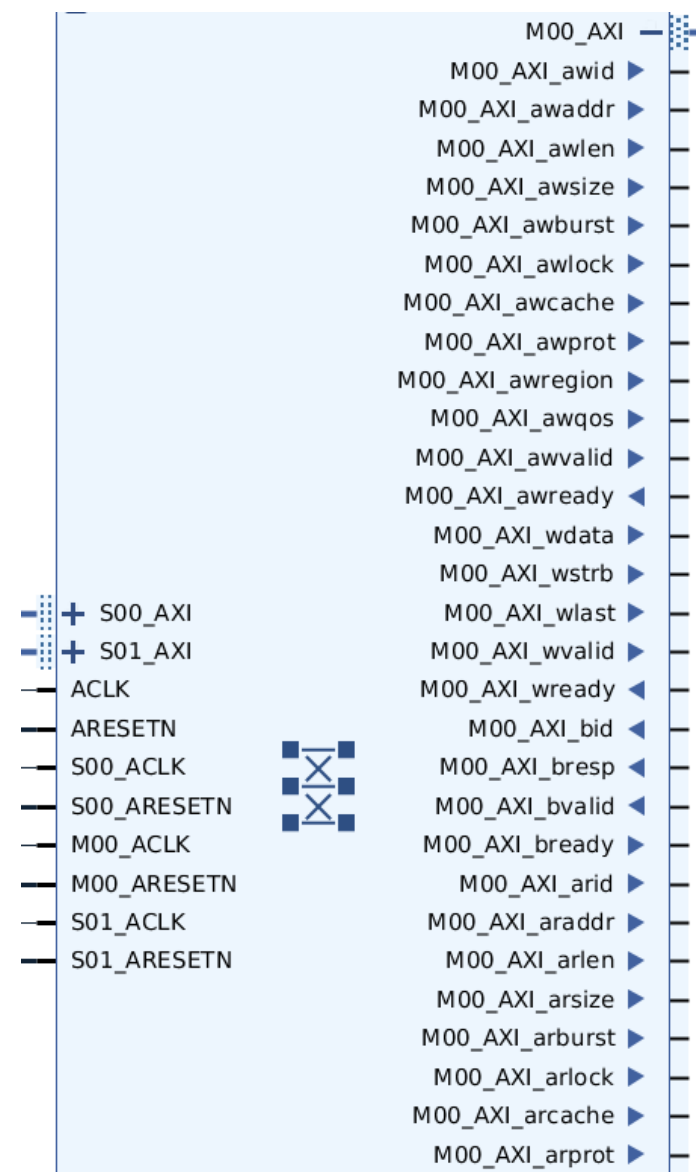 M00_AXI
M00_AXI_awid
M00_AXI_awaddr
M00_AXI_awlen
M00_AXI_awsize
M00_AXI_awburst
M00_AXI_awlock
M00_AXI_awcache
M00_AXI_awprot
M00_AXI_awregion
M00_AXI_awqos
M00_AXI_awvalid
M00_AXI_awready
M00_AXI_wdata
M00_AXI_wstrb
S00_AXI M00_AXI_wlast
S01_AXI M00_AXI_wvalid
ACLK M00_AXI_wready
ARESETN M00_AXI_bid
S00_ACLK M00_AXI_bresp
S00_ARESETN M00_AXI_bvalid
M00_ACLK M00_AXI_bready
M00_ARESETN M00_AXI_arid
S01_ACLK M00_AXI_araddr
S01_ARESETN M00_AXI_arlen
M00_AXI_arsize
M00_AXI_arburst
M00_AXI_arlock
M00_AXI_arcache
M00_AXI_arprot